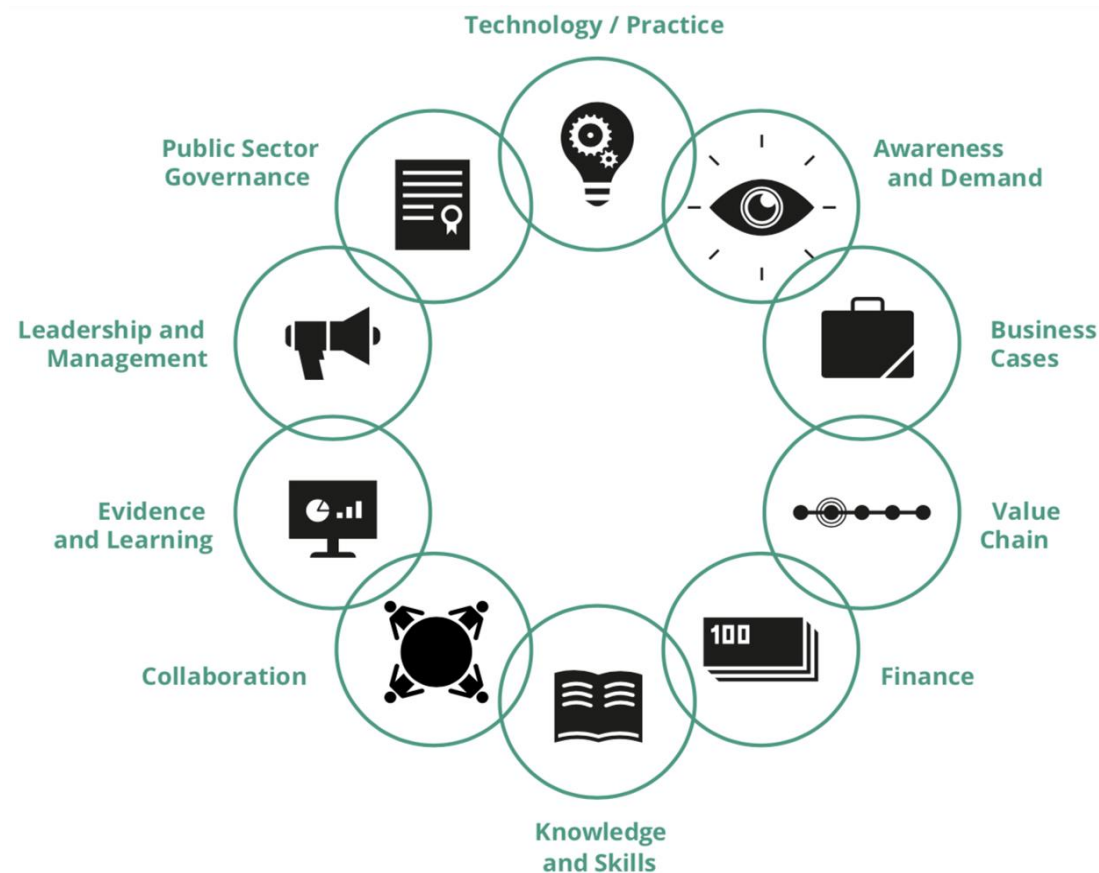 Technology / Practice
Public Sector
Governance
Awareness
and Demand
Leadership and
Management
Business
Cases
Evidence
and Learning
Value
Chain
100
Collaboration
Finance
Knowledge
and Skills